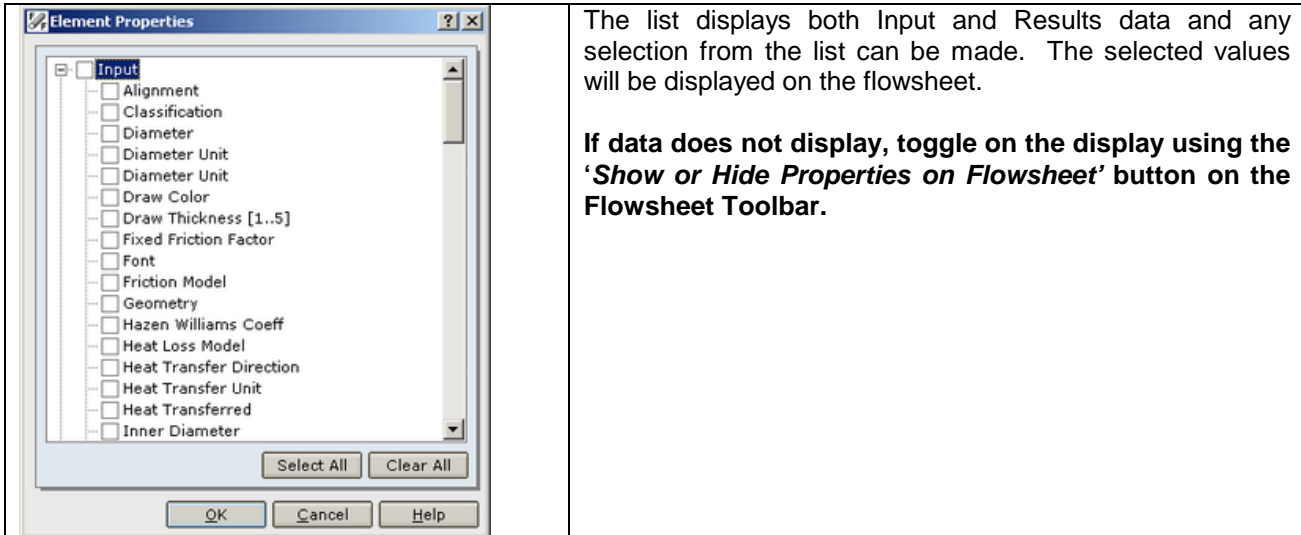 Element Properties
Input
Alignment
Classification
Diameter
Diameter Unit
Diameter Unit
Draw Color
Draw Thickness [1..5]
Fixed Friction Factor
Font
Friction Model
Geometry
Hazen Williams Coeff
Heat Loss Model
Heat Transfer Direction
Heat Transfer Unit
Heat Transferred
Inner Diameter
Select All
Clear All
OK
Cancel
Help
The list displays both Input and Results data and any
selection from the list can be made. The selected values
will be displayed on the flowsheet.
If data does not display, toggle on the display using the
‘Show or Hide Properties on Flowsheet’ button on the
Flowsheet Toolbar.